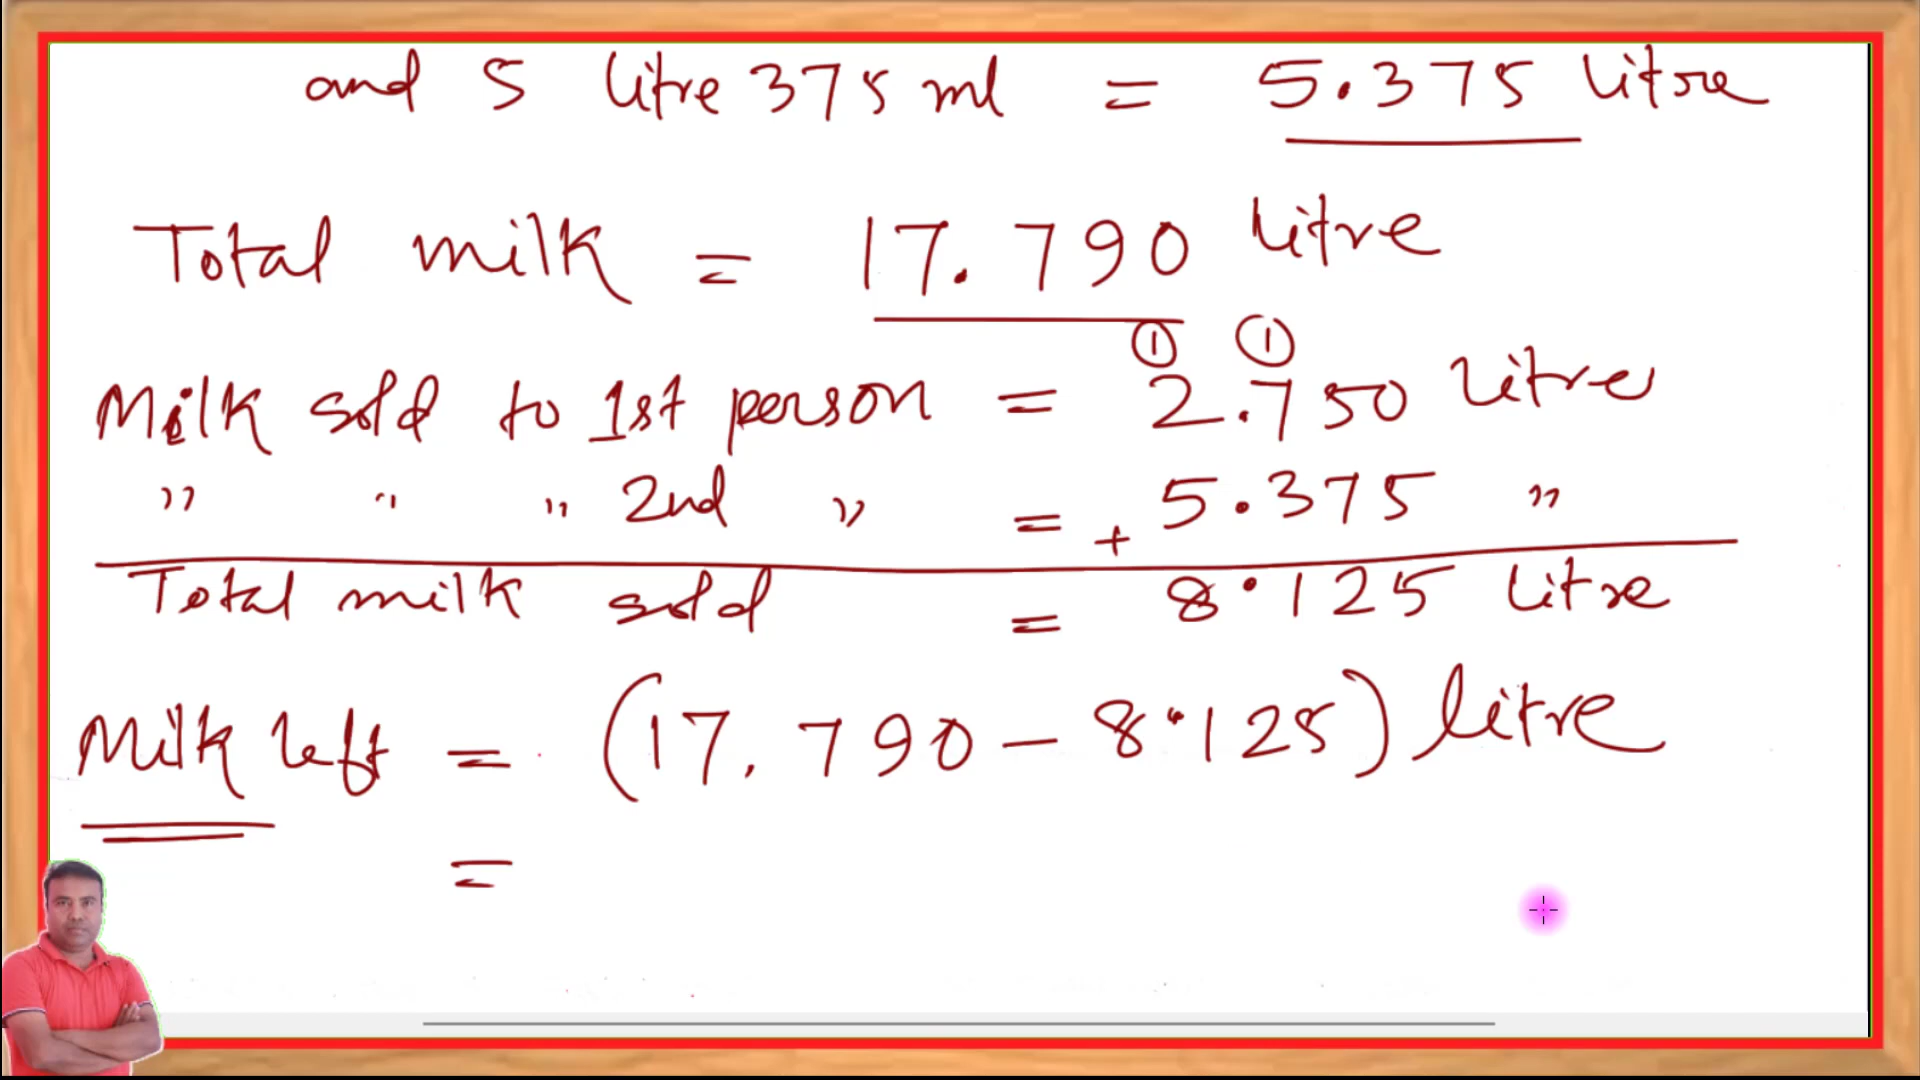 and 5 litre 375 ml = 5.375 litre
Total milk = 17.790 litre
① ①
Milk sold to 1st person = 2.750 litre
" " " 2nd " = + 5.375 "
Total milk sold = 8.125 litre
Milk left = (17.790 - 8.125) litre
=